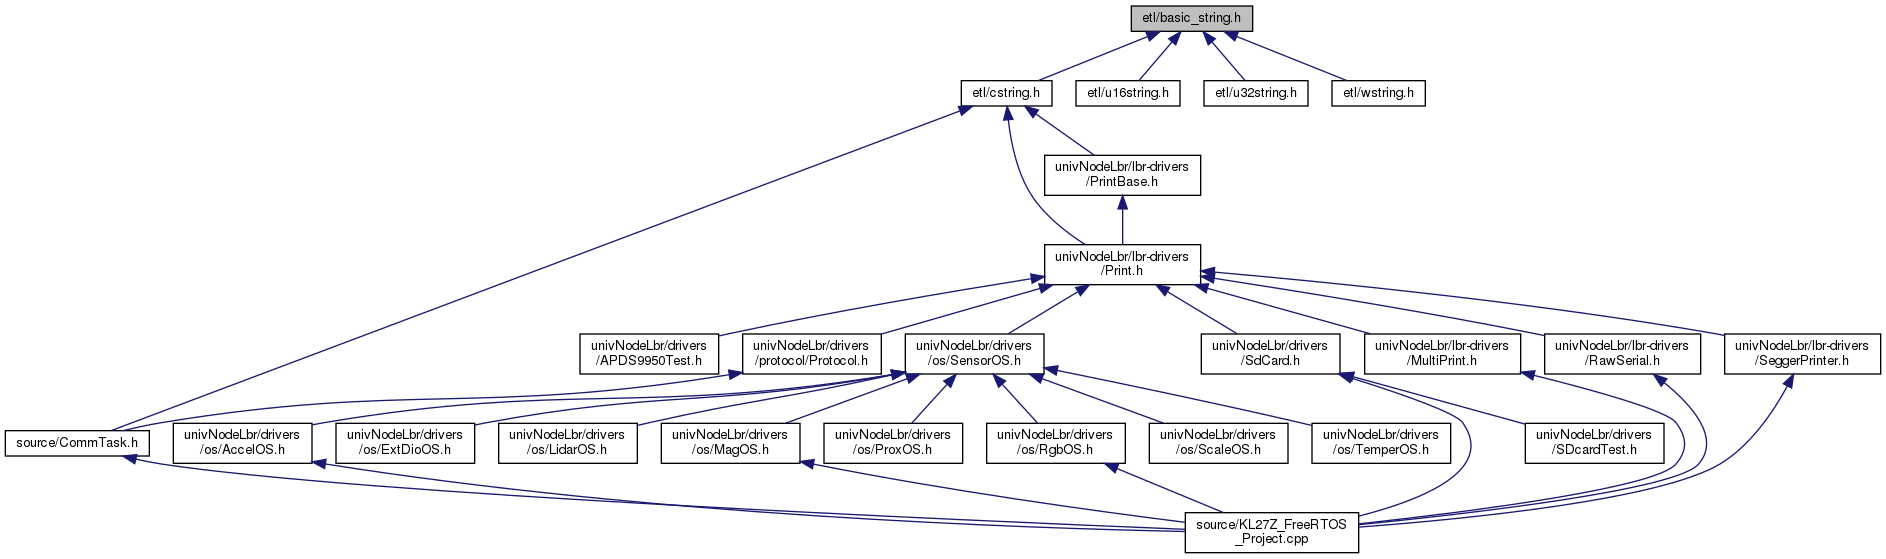 etl/basic_string.h
etl/cstring.h
etl/u16string.h
etl/u32string.h
etl/wstring.h
univNodeLbr/lbr-drivers
/PrintBase.h
univNodeLbr/lbr-drivers
/Print.h
univNodeLbr/drivers
/APDS9950Test.h
univNodeLbr/drivers
/protocol/Protocol.h
univNodeLbr/drivers
/os/SensorOS.h
univNodeLbr/drivers
/SdCard.h
univNodeLbr/lbr-drivers
/MultiPrint.h
univNodeLbr/lbr-drivers
/RawSerial.h
univNodeLbr/lbr-drivers
/SeggerPrinter.h
source/CommTask.h
univNodeLbr/drivers
/os/AccelOS.h
univNodeLbr/drivers
/os/ExtDioOS.h
univNodeLbr/drivers
/os/LidarOS.h
univNodeLbr/drivers
/os/MagOS.h
univNodeLbr/drivers
/os/ProxOS.h
univNodeLbr/drivers
/os/RgbOS.h
univNodeLbr/drivers
/os/ScaleOS.h
univNodeLbr/drivers
/os/TemperOS.h
univNodeLbr/drivers
/SDcardTest.h
source/KL27Z_FreeRTOS
_Project.cpp